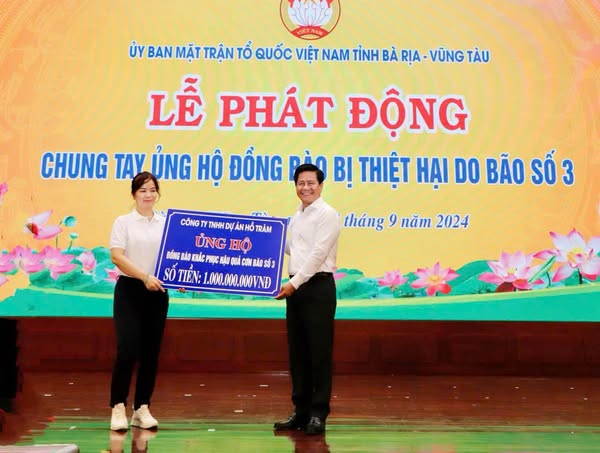 VIỆT NAM
ỦY BAN MẶT TRẬN TỔ QUỐC VIỆT NAM TỈNH BÀ RỊA - VŨNG TÀU
LỄ PHÁT ĐỘNG
CHUNG TAY ỦNG HỘ ĐỒNG BÀO BỊ THIỆT HẠI DO BÃO SỐ 3
tháng 9 năm 2024
CÔNG TY TNHH DỰ ÁN HỒ TRÀM
ỦNG HỘ
ĐỒNG BÀO KHẮC PHỤC HẬU QUẢ CƠN BÃO SỐ 3
SỐ TIỀN: 1.000.000.000VNĐ